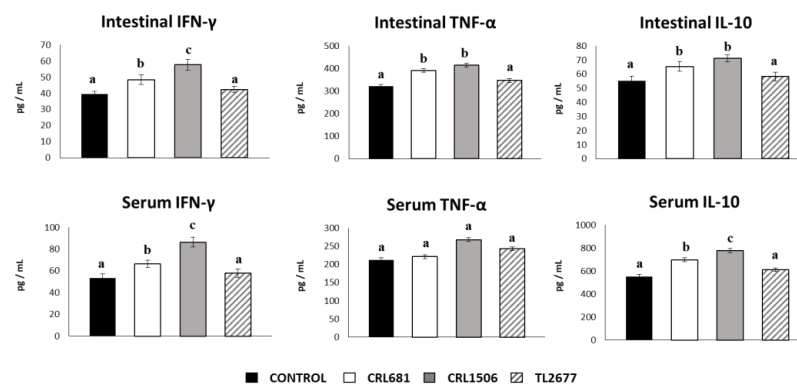 Intestinal IFN-γ
70
60
50
40
30
20
10
0
pg / mL
a
b
c
a
Intestinal TNF-α
500
400
300
200
100
0
pg / mL
a
b
b
a
Intestinal IL-10
80
70
60
50
40
30
20
10
0
pg / mL
a
b
b
a
Serum IFN-γ
100
80
60
40
20
0
pg / mL
a
b
c
a
Serum TNF-α
300
250
200
150
100
50
0
pg / mL
a
a
a
a
Serum IL-10
1000
800
600
400
200
0
pg / mL
a
b
c
a
CONTROL CRL681 CRL1506 TL2677